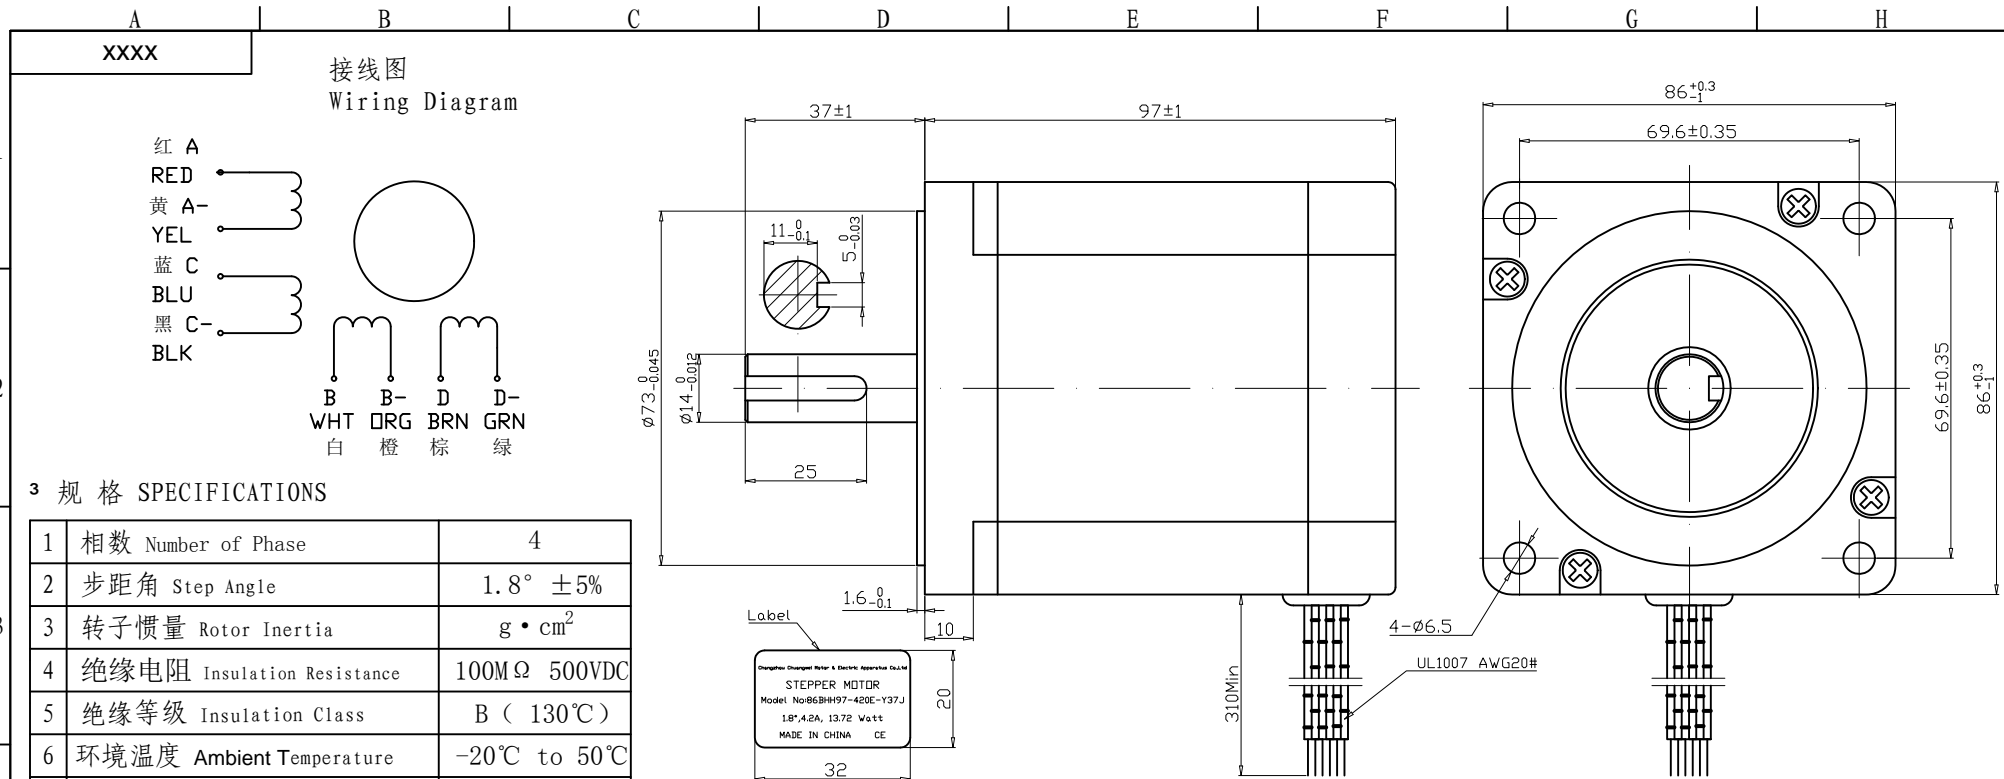 A B C D E F G H
XXXX
接线图
Wiring Diagram
红 A
RED
黄 A-
YEL
蓝 C
BLU
黑 C-
BLK
B B- D D-
WHT ORG BRN GRN
白 橙 棕 绿
37±1
97±1
11 0 -0.1
5 0 -0.03
Ø73 0 -0.045
Ø14 0 -0.012
25
1.6 0 -0.1
10
310Min
86 +0.3 -1
69.6±0.35
69.6±0.35
86 +0.3 -1
4-Ø6.5
UL1007 AWG20#
Label
Changzhou Chuangwei Motor & Electric Apparatus Co.,Ltd
STEPPER MOTOR
Model No:86BHH97-420E-Y37J
1.8°,4.2A, 13.72 Watt
MADE IN CHINA CE
20
32
3 规 格 SPECIFICATIONS
1 相数 Number of Phase 4
2 步距角 Step Angle 1.8° ±5%
3 转子惯量 Rotor Inertia g•cm²
4 绝缘电阻 Insulation Resistance 100MΩ 500VDC
5 绝缘等级 Insulation Class B ( 130℃)
6 环境温度 Ambient Temperature -20℃ to 50℃